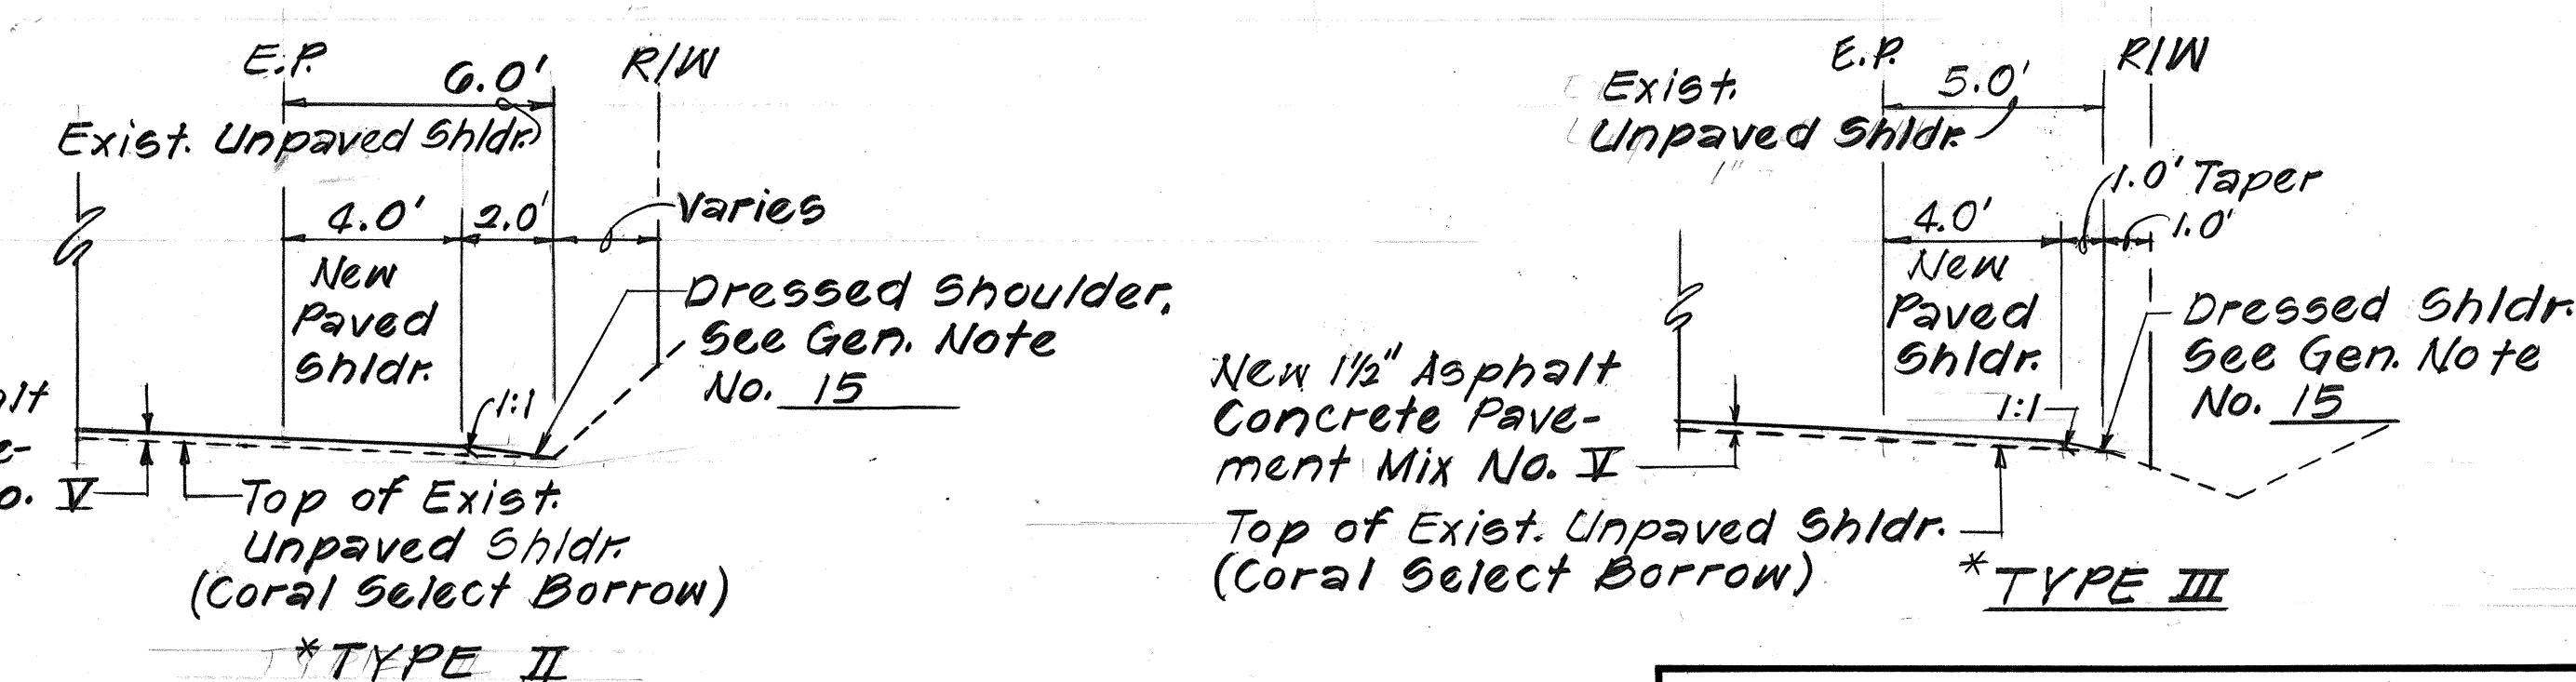 E.P.
6.0'
R/W
Exist. Unpaved Shldr.
4.0'
2.0'
Varies
New
Paved
Shldr.
Dressed Shoulder,
See Gen. Note
No. 15
1:1
o. V
Top of Exist.
Unpaved Shldr.
(Coral Select Borrow)
*TYPE II
E.P.
R/W
Exist.
Unpaved Shldr.
5.0'
1.0' Taper
4.0'
1.0'
New
Paved
Shldr.
Dressed Shldr.
See Gen. Note
No. 15
1:1
New 1½" Asphalt
Concrete Pave-
ment Mix No. V
Top of Exist. Unpaved Shldr.
(Coral Select Borrow)
*TYPE III